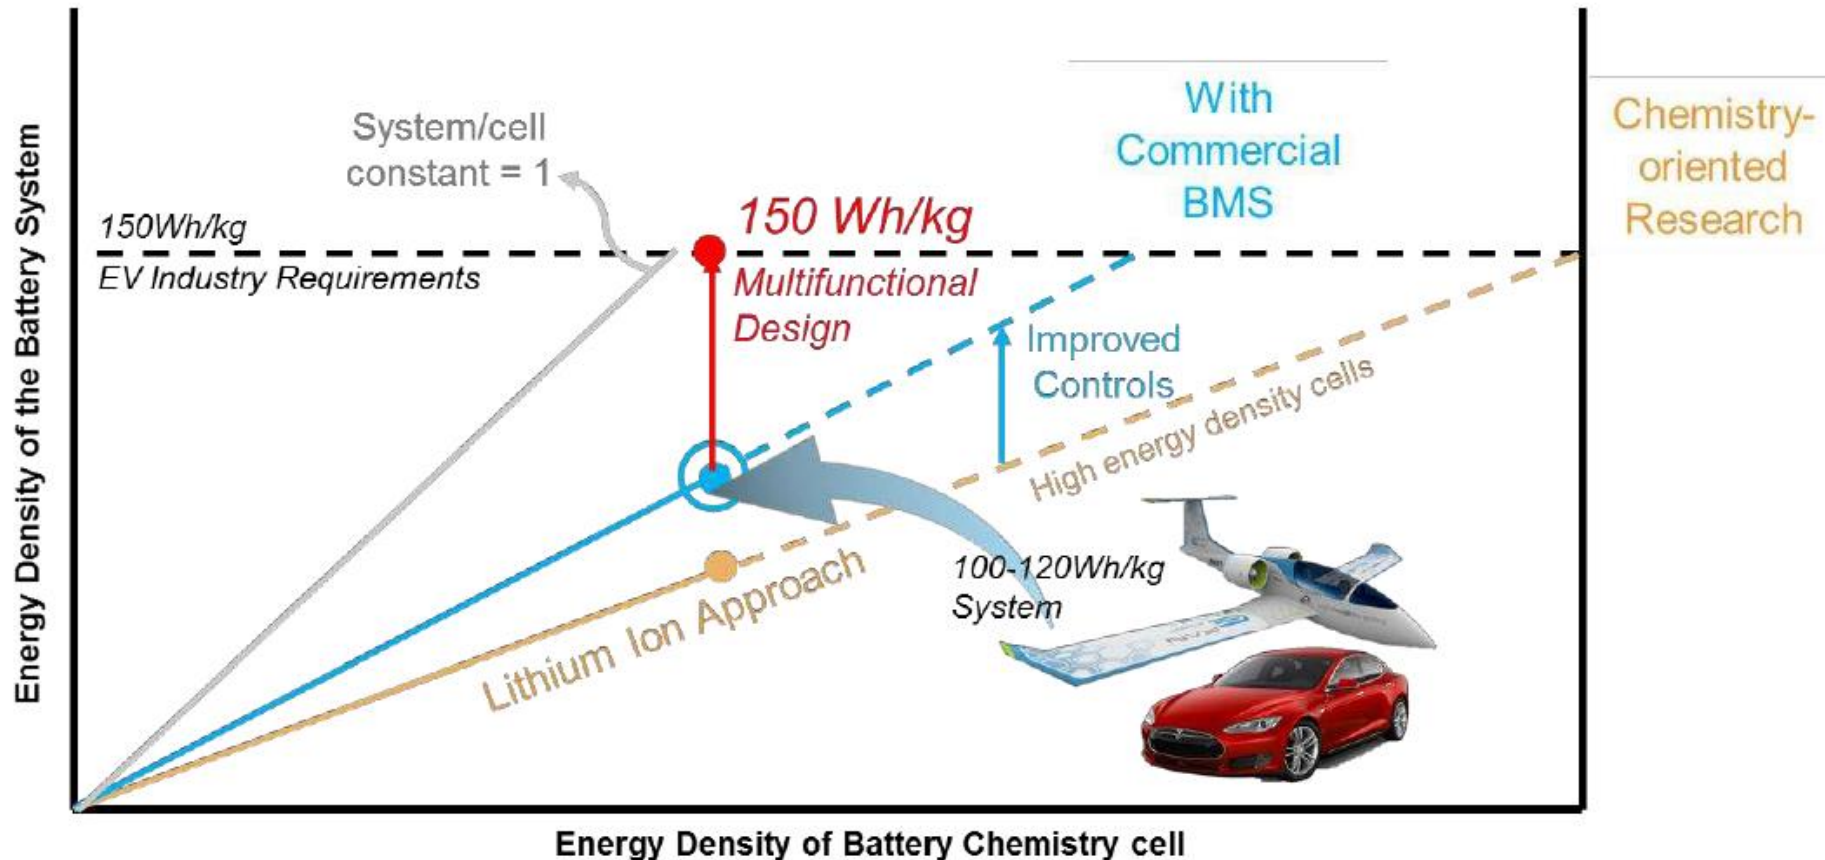 With
Commercial
BMS
Chemistry-
oriented
Research
System/cell
constant = 1
150Wh/kg
150 Wh/kg
EV Industry Requirements
Multifunctional
Design
Improved
Controls
High energy density cells
Lithium Ion Approach
100-120Wh/kg
System
Energy Density of the Battery System
Energy Density of Battery Chemistry cell